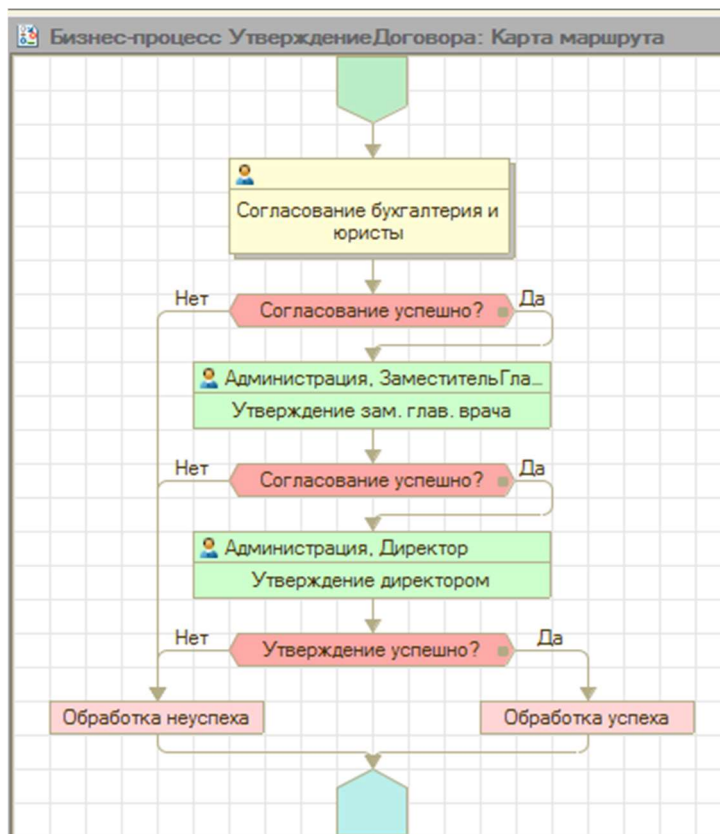 Бизнес-процесс УтверждениеДоговора: Карта маршрута
Согласование бухгалтерия и
юристы
Нет
Согласование успешно?
Да
Администрация, ЗаместительГла...
Утверждение зам. глав. врача
Нет
Согласование успешно?
Да
Администрация, Директор
Утверждение директором
Нет
Утверждение успешно?
Да
Обработка неуспеха
Обработка успеха